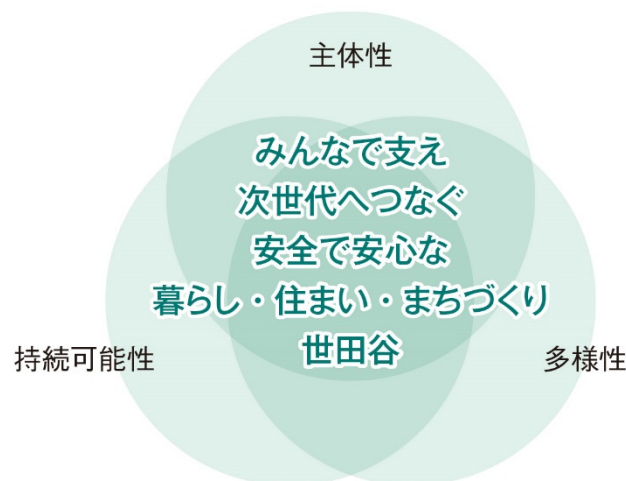 主体性
みんなで支え
次世代へつなぐ
安全で安心な
暮らし・住まい・まちづくり
世田谷
持続可能性
多様性